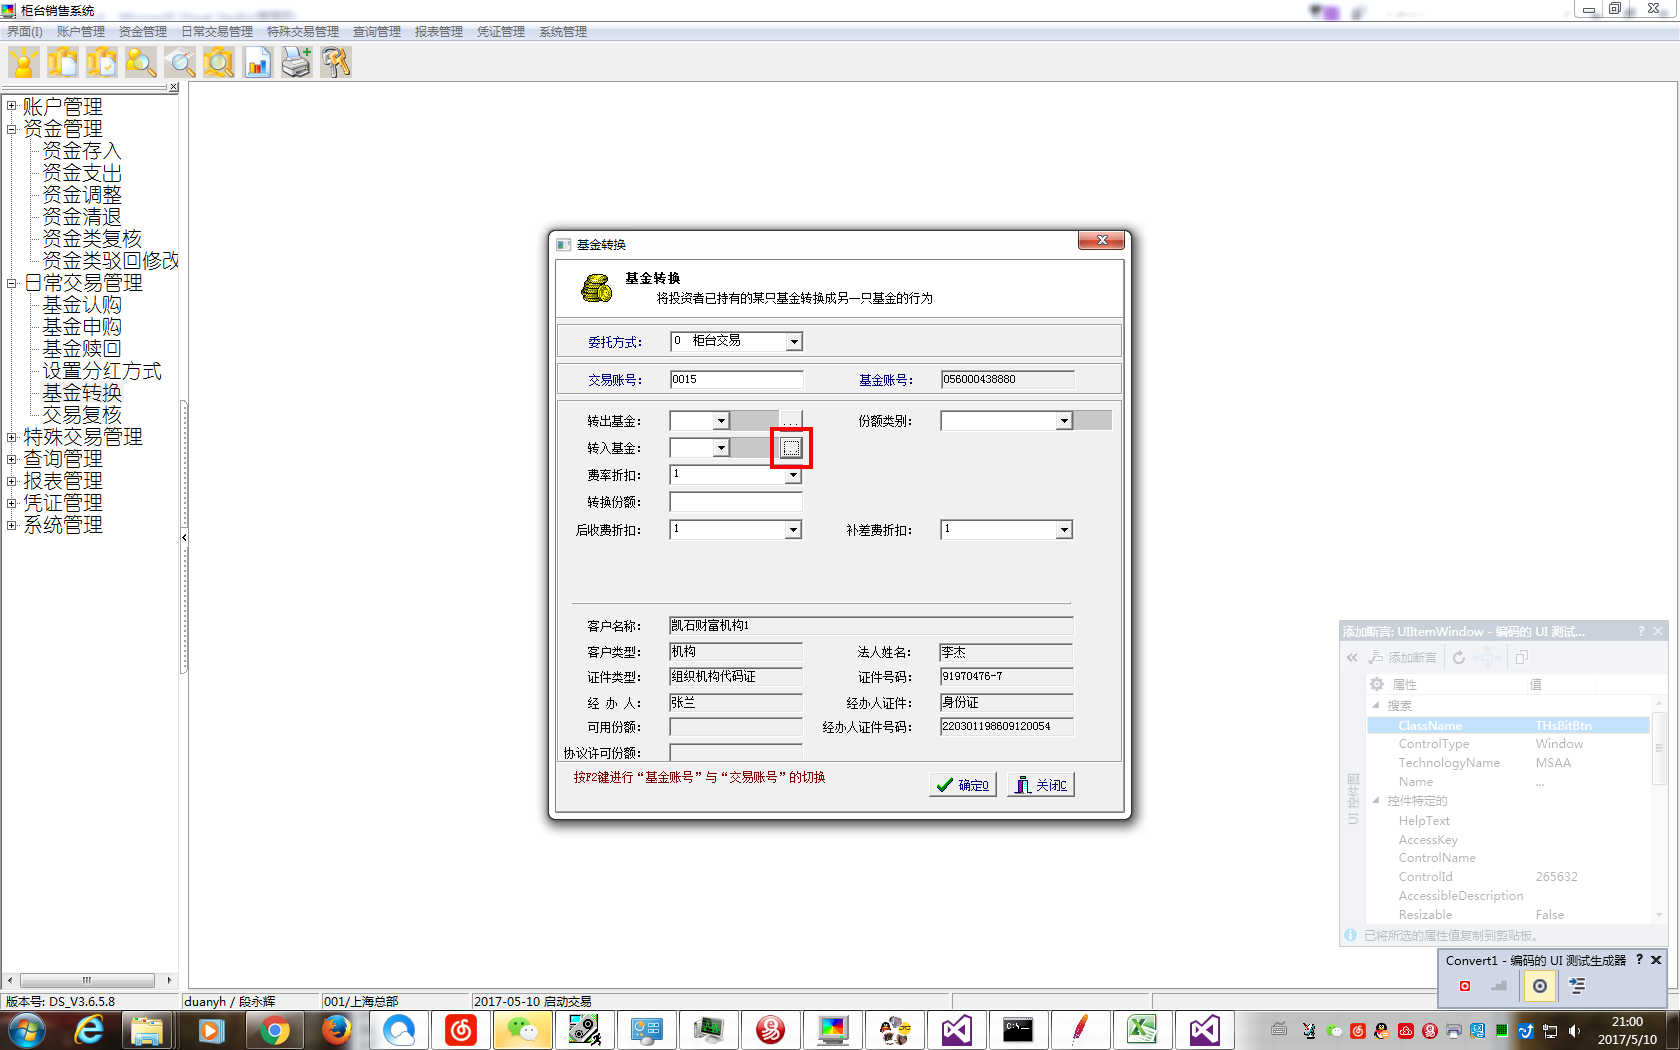 柜台销售系统
界面(I) 账户管理 资金管理 日常交易管理 特殊交易管理 查询管理 报表管理 凭证管理 系统管理
账户管理
资金管理
资金存入
资金支出
资金调整
资金清退
资金类复核
资金类驳回修改
日常交易管理
基金认购
基金申购
基金赎回
设置分红方式
基金转换
交易复核
特殊交易管理
查询管理
报表管理
凭证管理
系统管理
基金转换
基金转换
将投资者已持有的某只基金转换成另一只基金的行为
委托方式: 0 柜台交易
交易账号: 0015 基金账号: 056000438880
转出基金: ... 份额类别:
转入基金:
费率折扣: 1
转换份额:
后收费折扣: 1 补差费折扣: 1
客户名称: 凯石财富机构1
客户类型: 机构 法人姓名: 李杰
证件类型: 组织机构代码证 证件号码: 91970476-7
经 办 人: 张兰 经办人证件: 身份证
可用份额: 经办人证件号码: 220301198609120054
协议许可份额:
按F2键进行“基金账号”与“交易账号”的切换
确定O 关闭C
添加断言: UIItemWindow - 编码的 UI 测试... ?
« 添加断言
属性 值
搜索
ClassName THsBitBtn
ControlType Window
TechnologyName MSAA
Name ...
控件特定的
HelpText
AccessKey
ControlName
ControlId 265632
AccessibleDescription
Resizable False
UI 控件图
已将所选的属性值复制到剪贴板。
Convert1 - 编码的 UI 测试生成器 ?
版本号: DS_V3.6.5.8 duanyh / 段永辉 001/上海总部 2017-05-10 启动交易
21:00
2017/5/10